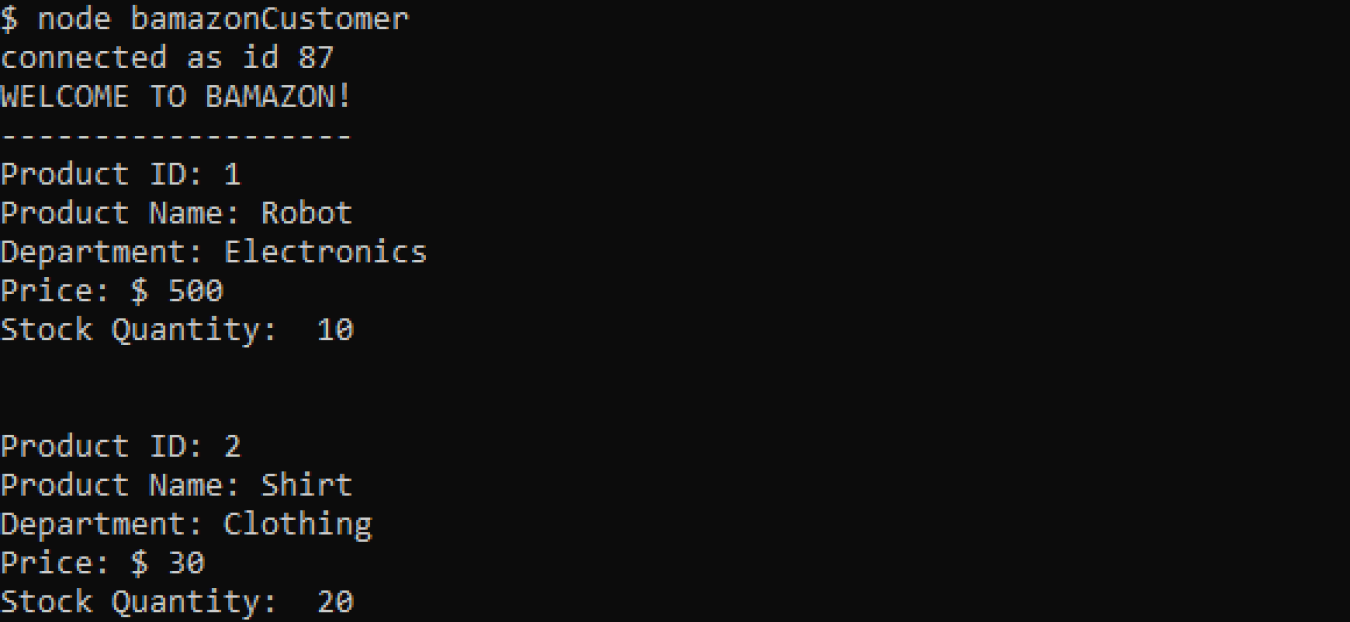 $ node bamazonCustomer
connected as id 87
WELCOME TO BAMAZON!
-------------------
Product ID: 1
Product Name: Robot
Department: Electronics
Price: $ 500
Stock Quantity:  10
Product ID: 2
Product Name: Shirt
Department: Clothing
Price: $ 30
Stock Quantity:  20